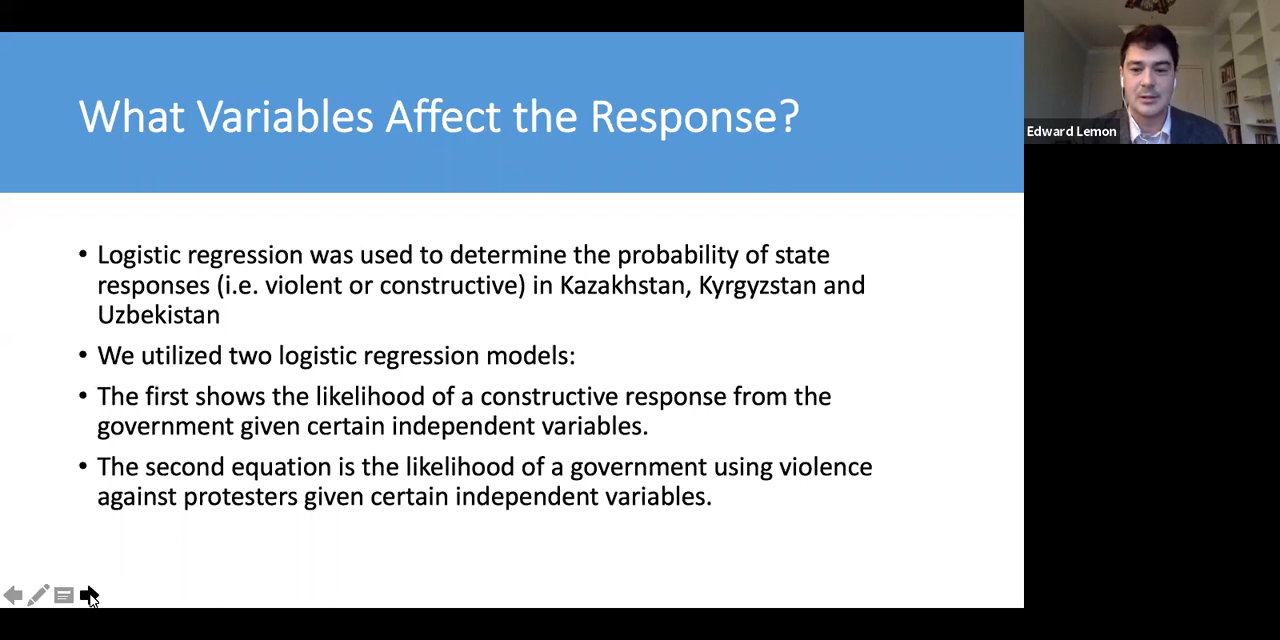 What Variables Affect the Response?
• Logistic regression was used to determine the probability of state
responses (i.e. violent or constructive) in Kazakhstan, Kyrgyzstan and
Uzbekistan
• We utilized two logistic regression models:
• The first shows the likelihood of a constructive response from the
government given certain independent variables.
• The second equation is the likelihood of a government using violence
against protesters given certain independent variables.
Edward Lemon